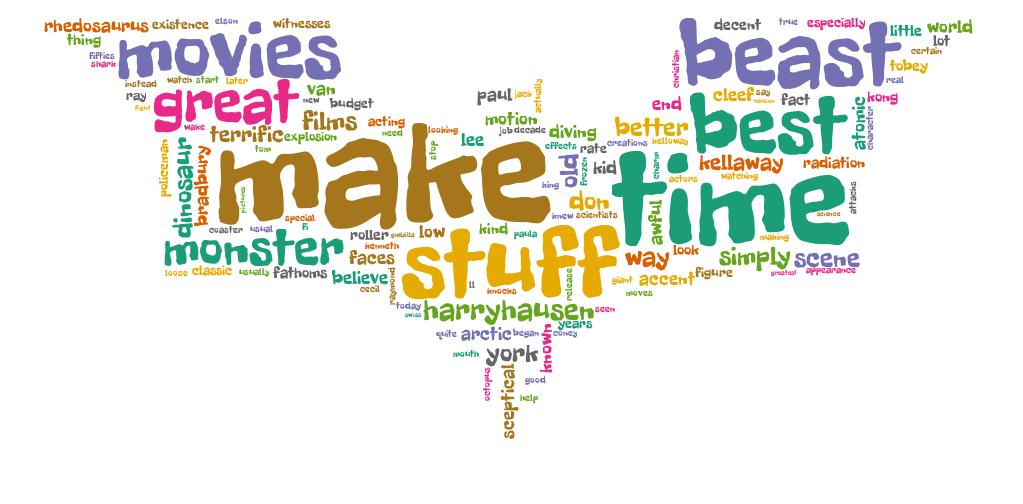 rhedosaurus existence elson witnesses
decent true especially little world
thing movies beast lot
fifties certain
shark christian tobey
instead watch start later real
ray great van paul jack actually cleef say fact kong
fight new budget end version
wake films acting motion better best atomic character
terrific explosion need looking job decade diving
tom stop lee effects rate creations kelloway
policeman dinosaur bradbury make old frozen kid charm kellaway radiation
pictures king time actors watching
special don attacks
coaster usual fi knew scientists awful science
monster roller godzilla low kind paula making
kenneth stuff way look simply scene
faces
loose classic usually fathoms believe giant accent figure greatest appearance
cecil raymond ll knocks release moves
today harryhausen seen
swiss years
quite arctic began known coney
mouth york
octopus sceptical good
help